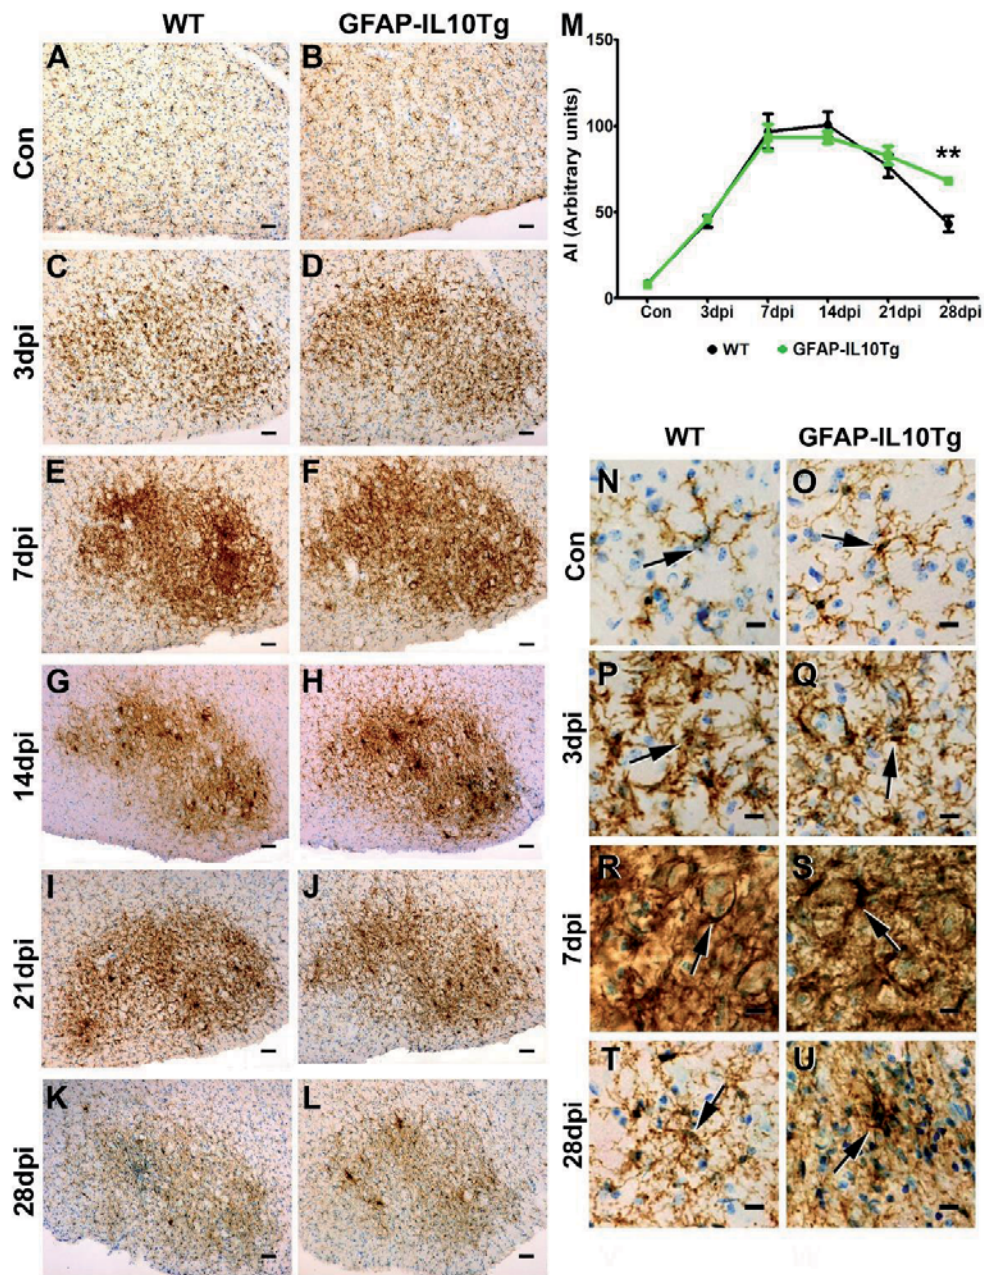 WT GFAP-IL10Tg
Con A B
3dpi C D
7dpi E F
14dpi G H
21dpi I J
28dpi K L
M
AI (Arbitrary units)
150
100
50
0
**
Con 3dpi 7dpi 14dpi 21dpi 28dpi
WT GFAP-IL10Tg
WT GFAP-IL10Tg
Con N O
3dpi P Q
7dpi R S
28dpi T U